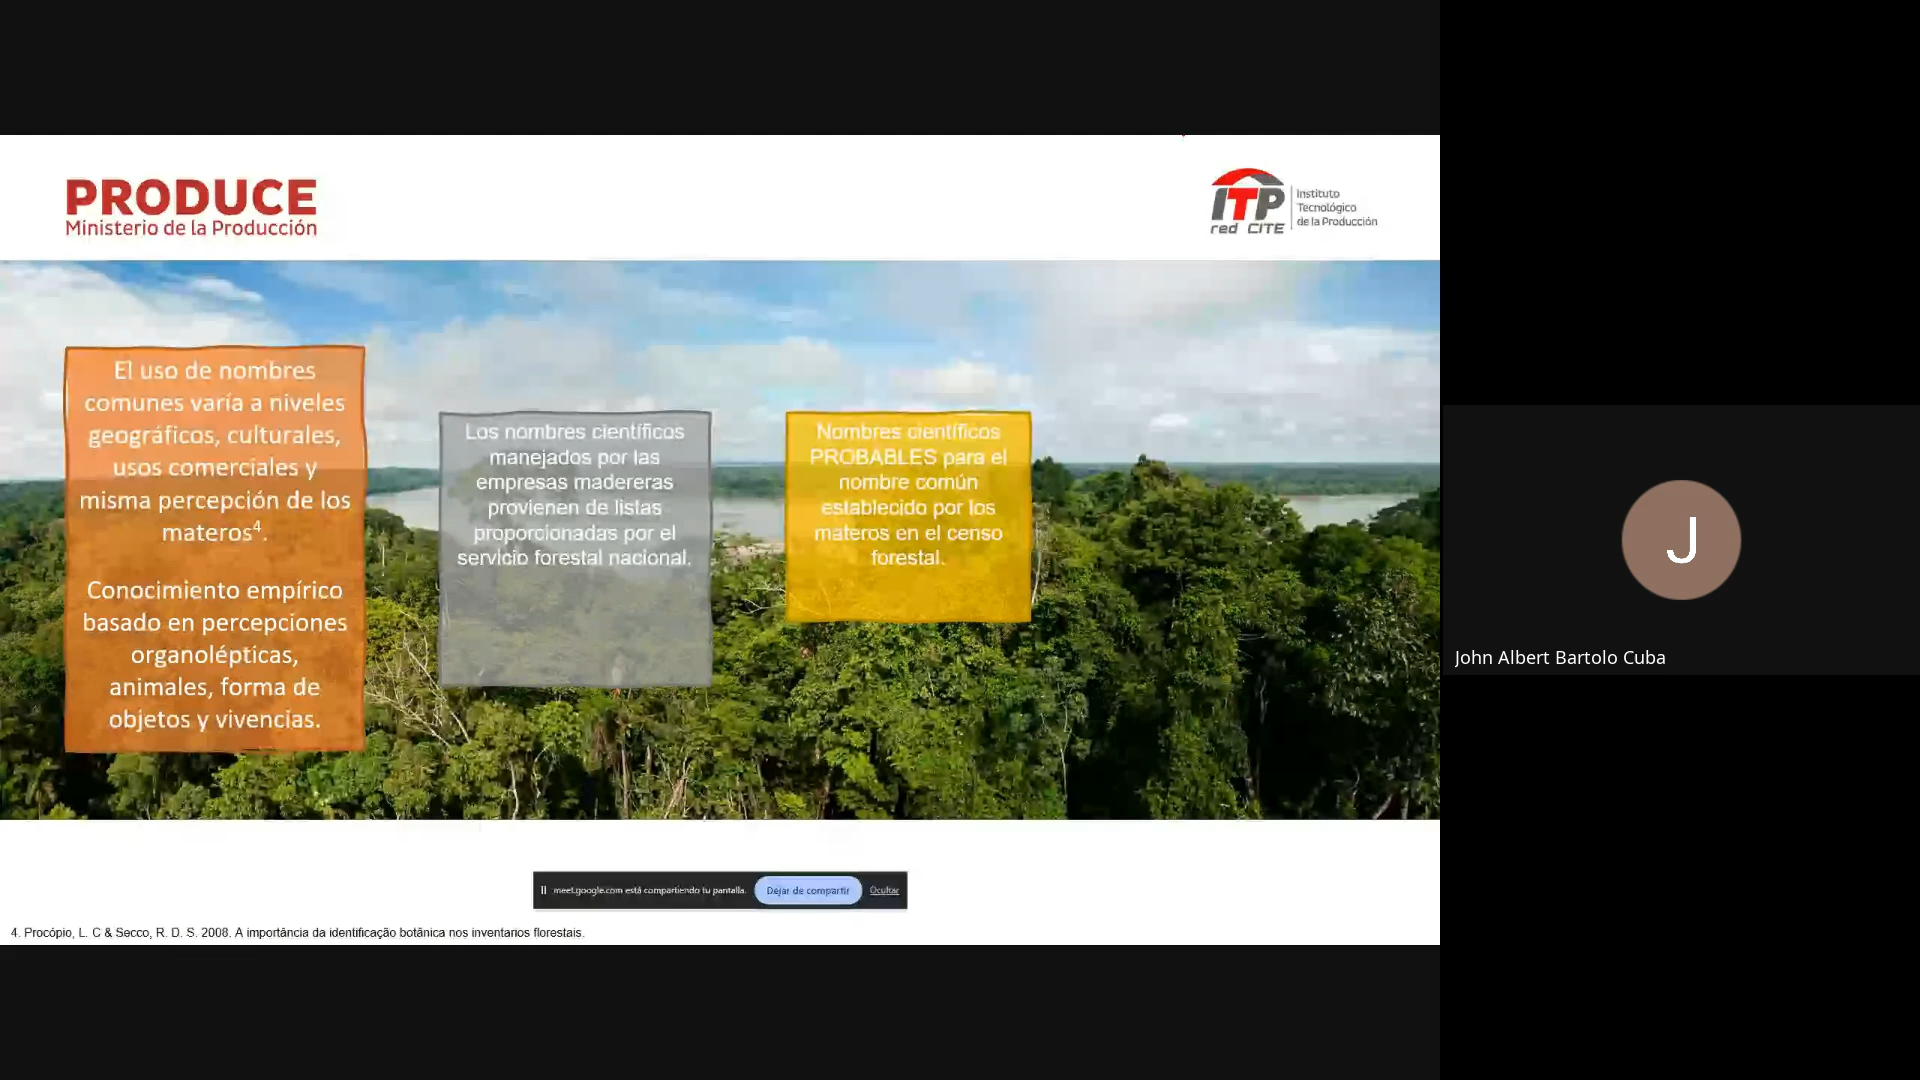 PRODUCE
Ministerio de la Producción
ITP
red CITE
Instituto
Tecnológico
de la Producción
El uso de nombres
comunes varía a niveles
geográficos, culturales,
usos comerciales y
misma percepción de los
materos⁴.
Conocimiento empírico
basado en percepciones
organolépticas,
animales, forma de
objetos y vivencias.
Los nombres científicos
manejados por las
empresas madereras
provienen de listas
proporcionadas por el
servicio forestal nacional.
Nombres científicos
PROBABLES para el
nombre común
establecido por los
materos en el censo
forestal.
J
John Albert Bartolo Cuba
meet.google.com está compartiendo tu pantalla.
Dejar de compartir
Ocultar
4. Procópio, L. C & Secco, R. D. S. 2008. A importância da identificação botânica nos inventarios florestais.